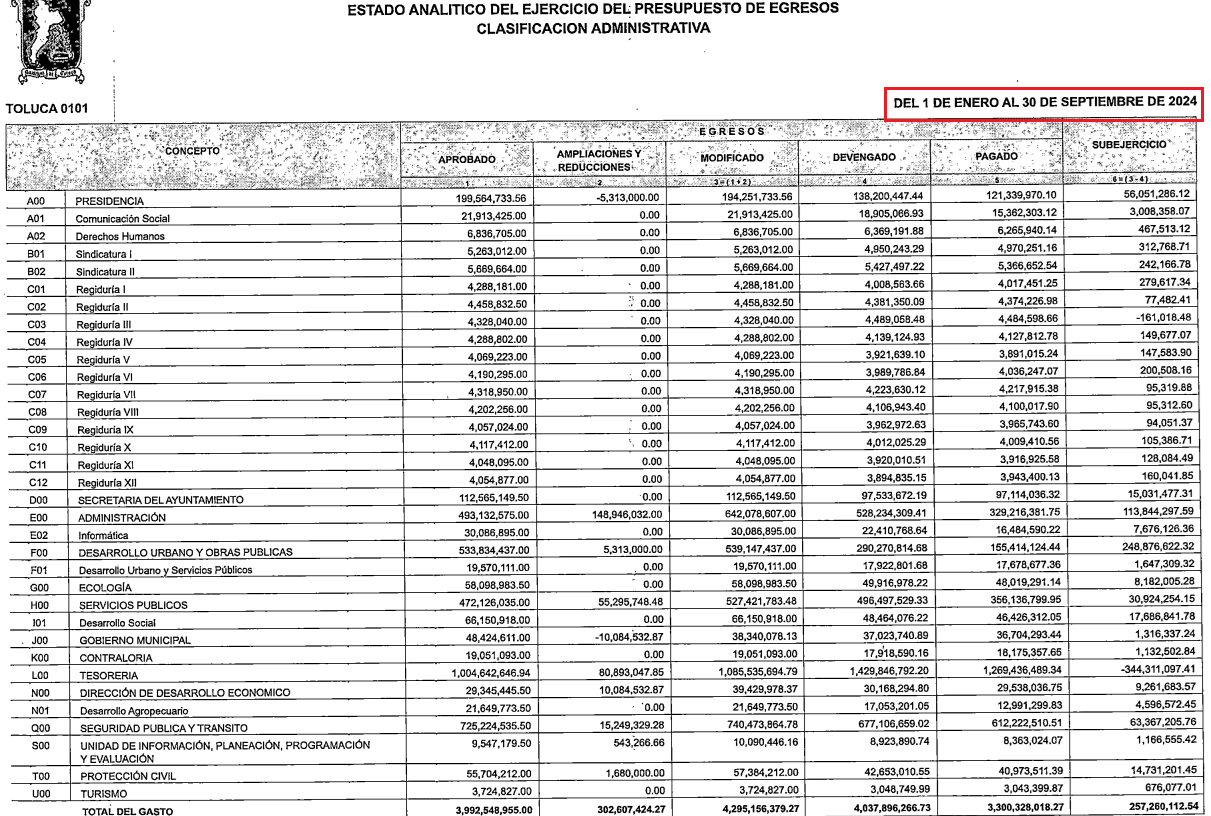 ESTADO ANALITICO DEL EJERCICIO DEL PRESUPUESTO DE EGRESOS
CLASIFICACION ADMINISTRATIVA
TOLUCA 0101
DEL 1 DE ENERO AL 30 DE SEPTIEMBRE DE 2024
CONCEPTO EGRESOS SUBEJERCICIO
APROBADO AMPLIACIONES Y REDUCCIONES MODIFICADO DEVENGADO PAGADO
1 2 3 = ( 1 + 2 ) 4 5 6 = ( 3 - 4 )
A00 PRESIDENCIA 199,564,733.56 -5,313,000.00 194,251,733.56 138,200,447.44 121,339,970.10 56,051,286.12
A01 Comunicación Social 21,913,425.00 0.00 21,913,425.00 18,905,066.93 15,362,303.12 3,008,358.07
A02 Derechos Humanos 6,836,705.00 0.00 6,836,705.00 6,369,191.88 6,265,940.14 467,513.12
B01 Sindicatura I 5,263,012.00 0.00 5,263,012.00 4,950,243.29 4,970,251.16 312,768.71
B02 Sindicatura II 5,669,664.00 0.00 5,669,664.00 5,427,497.22 5,366,652.54 242,166.78
C01 Regiduría I 4,288,181.00 0.00 4,288,181.00 4,008,563.66 4,017,451.25 279,617.34
C02 Regiduría II 4,458,832.50 0.00 4,458,832.50 4,381,350.09 4,374,226.98 77,482.41
C03 Regiduría III 4,328,040.00 0.00 4,328,040.00 4,489,058.48 4,484,598.66 -161,018.48
C04 Regiduría IV 4,288,802.00 0.00 4,288,802.00 4,139,124.93 4,127,812.78 149,677.07
C05 Regiduría V 4,069,223.00 0.00 4,069,223.00 3,921,639.10 3,891,015.24 147,583.90
C06 Regiduría VI 4,190,295.00 0.00 4,190,295.00 3,989,786.84 4,036,247.07 200,508.16
C07 Regiduría VII 4,318,950.00 0.00 4,318,950.00 4,223,630.12 4,217,915.38 95,319.88
C08 Regiduría VIII 4,202,256.00 0.00 4,202,256.00 4,106,943.40 4,100,017.90 95,312.60
C09 Regiduría IX 4,057,024.00 0.00 4,057,024.00 3,962,972.63 3,965,743.60 94,051.37
C10 Regiduría X 4,117,412.00 0.00 4,117,412.00 4,012,025.29 4,009,410.56 105,386.71
C11 Regiduría XI 4,048,095.00 0.00 4,048,095.00 3,920,010.51 3,916,925.58 128,084.49
C12 Regiduría XII 4,054,877.00 0.00 4,054,877.00 3,894,835.15 3,943,400.13 160,041.85
D00 SECRETARIA DEL AYUNTAMIENTO 112,565,149.50 0.00 112,565,149.50 97,533,672.19 97,114,036.32 15,031,477.31
E00 ADMINISTRACIÓN 493,132,575.00 148,946,032.00 642,078,607.00 528,234,309.41 329,216,381.75 113,844,297.59
E02 Informática 30,086,895.00 0.00 30,086,895.00 22,410,768.64 16,484,590.22 7,676,126.36
F00 DESARROLLO URBANO Y OBRAS PUBLICAS 533,834,437.00 5,313,000.00 539,147,437.00 290,270,814.68 155,414,124.44 248,876,622.32
F01 Desarrollo Urbano y Servicios Públicos 19,570,111.00 0.00 19,570,111.00 17,922,801.68 17,678,677.36 1,647,309.32
G00 ECOLOGÍA 58,098,983.50 0.00 58,098,983.50 49,916,978.22 48,019,291.14 8,182,005.28
H00 SERVICIOS PUBLICOS 472,126,035.00 55,295,748.48 527,421,783.48 496,497,529.33 356,136,799.95 30,924,254.15
I01 Desarrollo Social 66,150,918.00 0.00 66,150,918.00 48,464,076.22 46,426,312.05 17,686,841.78
J00 GOBIERNO MUNICIPAL 48,424,611.00 -10,084,532.87 38,340,078.13 37,023,740.89 36,704,293.44 1,316,337.24
K00 CONTRALORIA 19,051,093.00 0.00 19,051,093.00 17,918,590.16 18,175,357.65 1,132,502.84
L00 TESORERIA 1,004,642,646.94 80,893,047.85 1,085,535,694.79 1,429,846,792.20 1,269,436,489.34 -344,311,097.41
N00 DIRECCIÓN DE DESARROLLO ECONOMICO 29,345,445.50 10,084,532.87 39,429,978.37 30,168,294.80 29,538,036.75 9,261,683.57
N01 Desarrollo Agropecuario 21,649,773.50 0.00 21,649,773.50 17,053,201.05 12,991,299.83 4,596,572.45
Q00 SEGURIDAD PUBLICA Y TRANSITO 725,224,535.50 15,249,329.28 740,473,864.78 677,106,659.02 612,222,510.51 63,367,205.76
S00 UNIDAD DE INFORMACIÓN, PLANEACIÓN, PROGRAMACIÓN 9,547,179.50 543,266.66 10,090,446.16 8,923,890.74 8,363,024.07 1,166,555.42
Y EVALUACIÓN
T00 PROTECCIÓN CIVIL 55,704,212.00 1,680,000.00 57,384,212.00 42,653,010.55 40,973,511.39 14,731,201.45
U00 TURISMO 3,724,827.00 0.00 3,724,827.00 3,048,749.99 3,043,399.87 676,077.01
TOTAL DEL GASTO 3,992,548,955.00 302,607,424.27 4,295,156,379.27 4,037,896,266.73 3,300,328,018.27 257,260,112.54